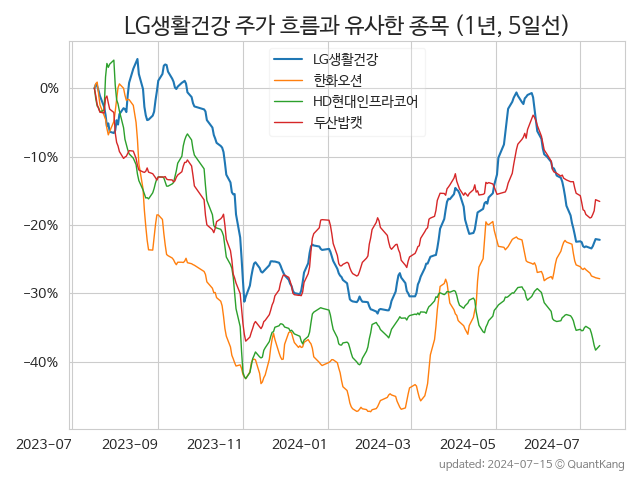 LG생활건강 주가 흐름과 유사한 종목 (1년, 5일선)
LG생활건강
한화오션
HD현대인프라코어
두산밥캣
0%
−10%
−20%
−30%
−40%
2023-07 2023-09 2023-11 2024-01 2024-03 2024-05 2024-07
updated: 2024-07-15 © QuantKang